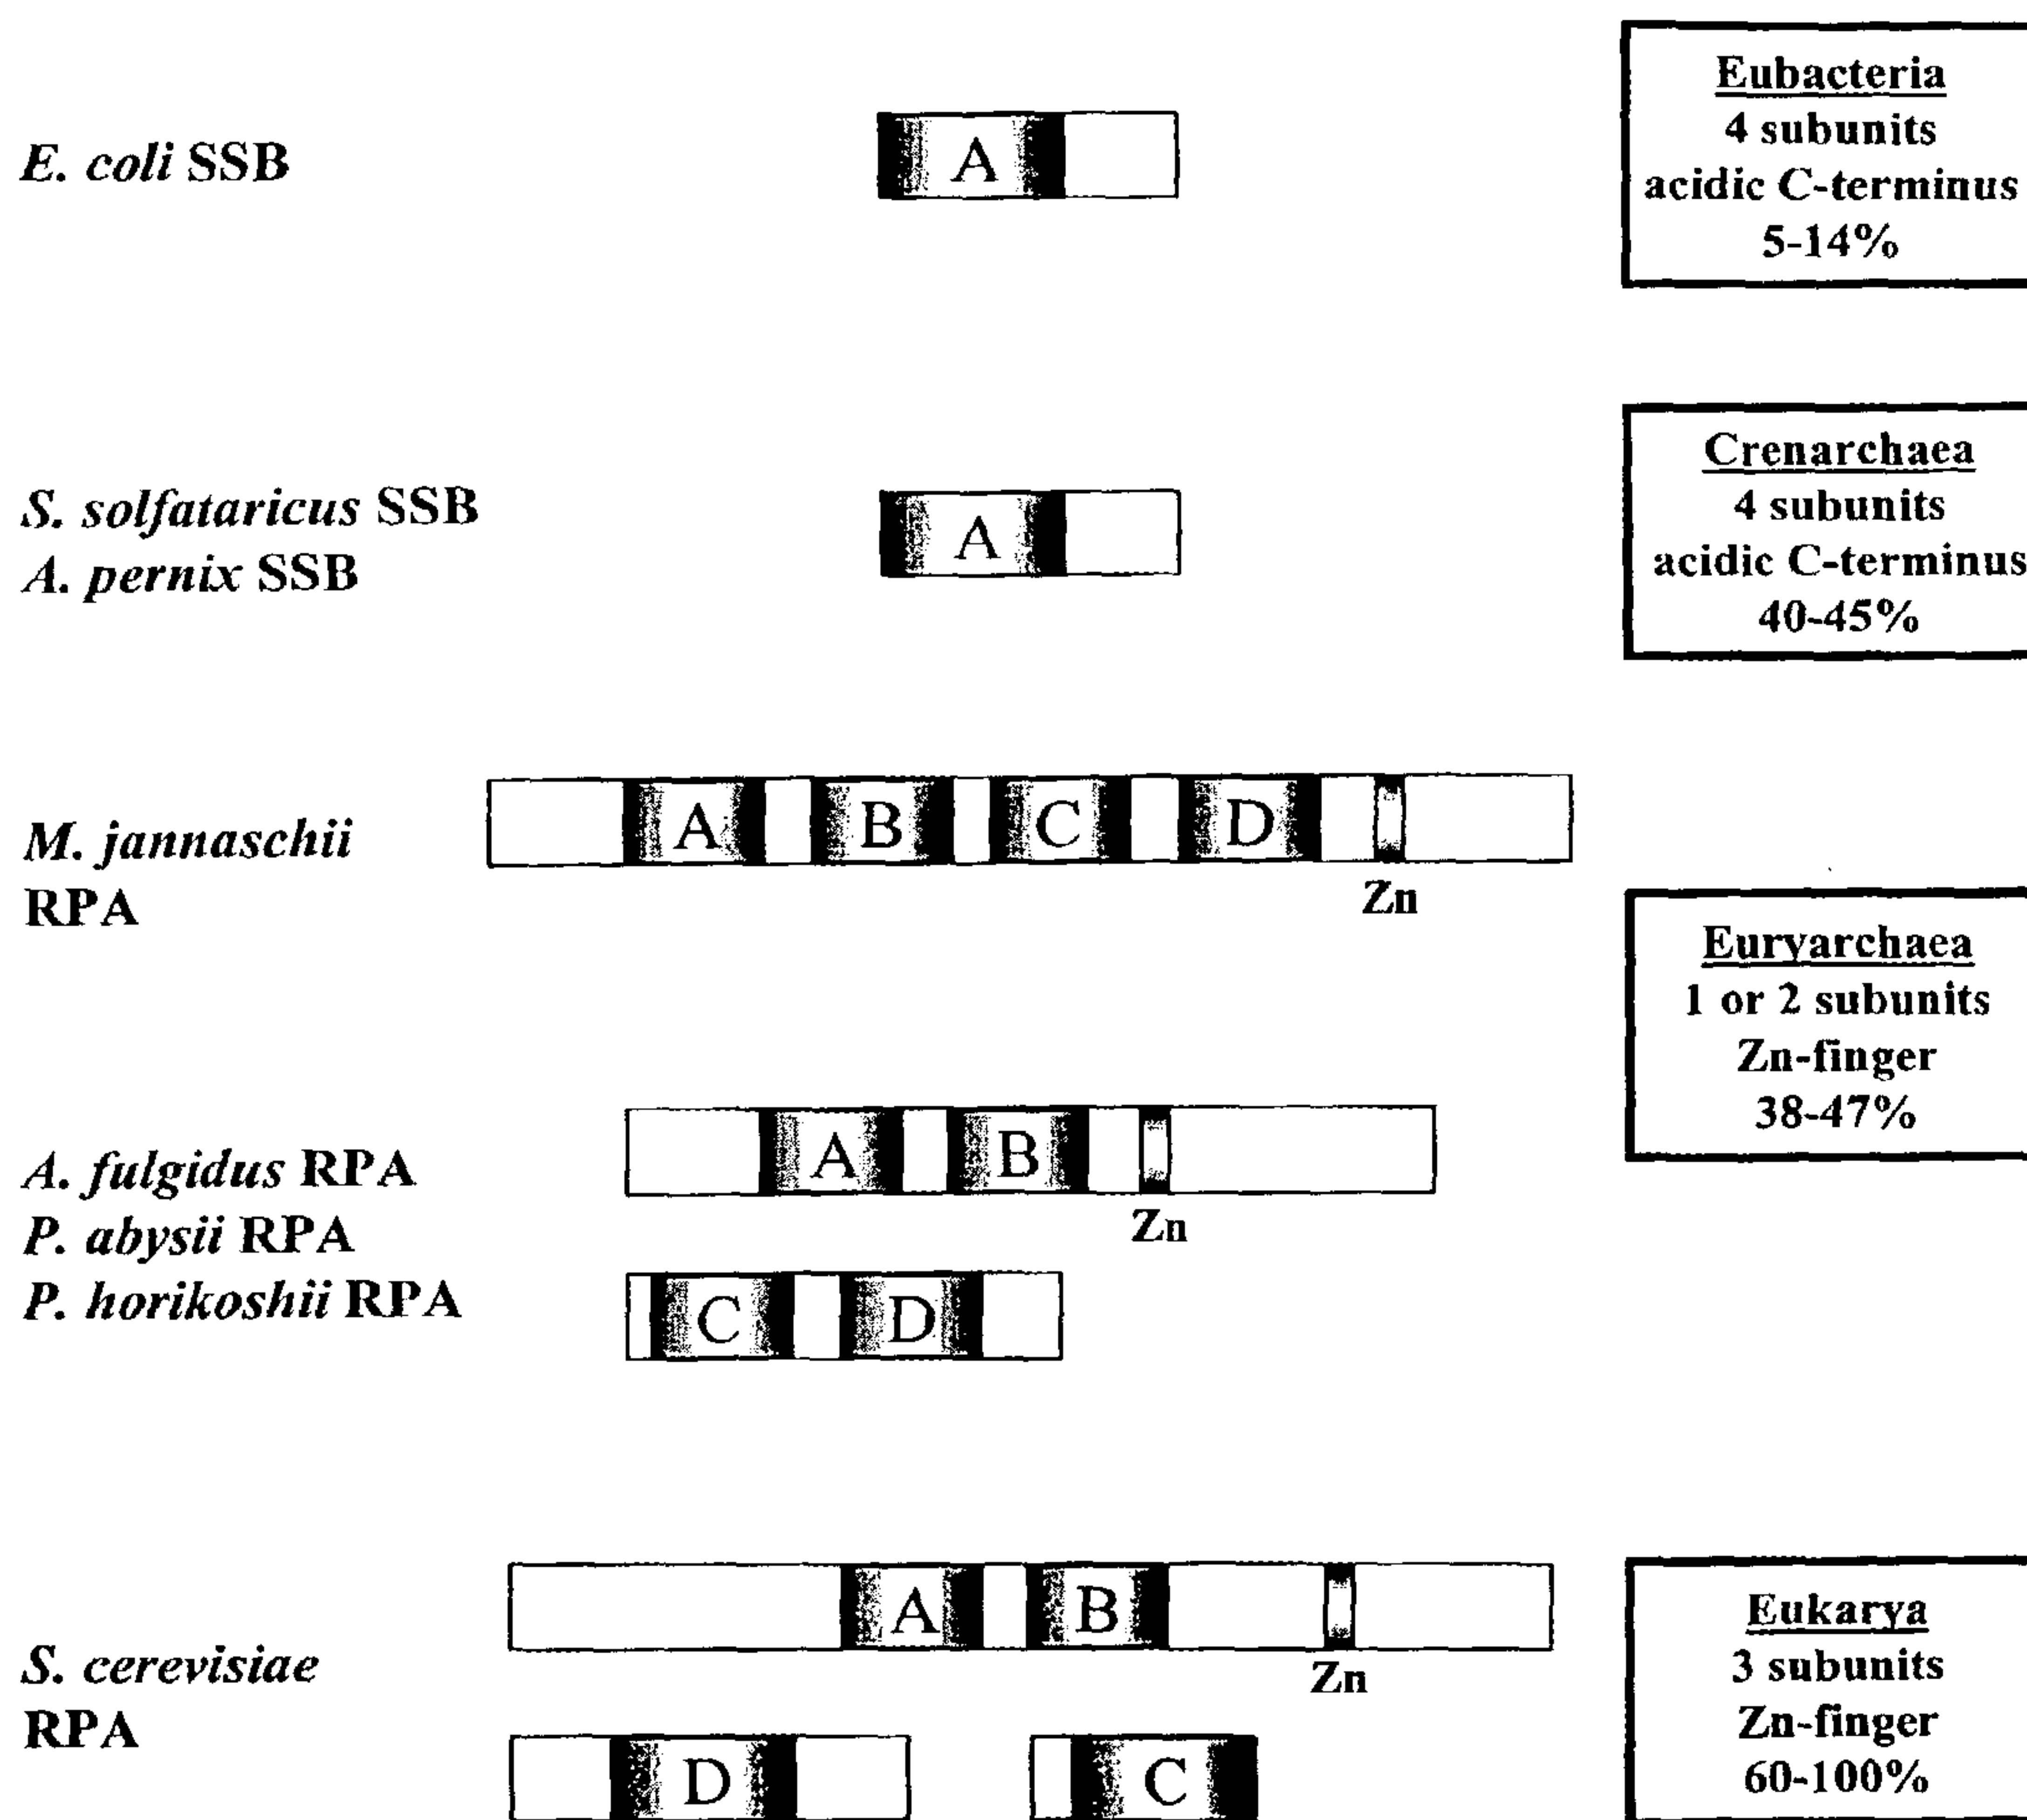 E. coli SSB
A
Eubacteria
4 subunits
acidic C-terminus
5-14%
S. solfataricus SSB
A. pernix SSB
A
Crenarchaea
4 subunits
acidic C-terminus
40-45%
M. jannaschii
RPA
A B C D
Zn
Euryarchaea
1 or 2 subunits
Zn-finger
38-47%
A. fulgidus RPA
P. abysii RPA
P. horikoshii RPA
A B
Zn
C D
S. cerevisiae
RPA
A B
Zn
D C
Eukarya
3 subunits
Zn-finger
60-100%